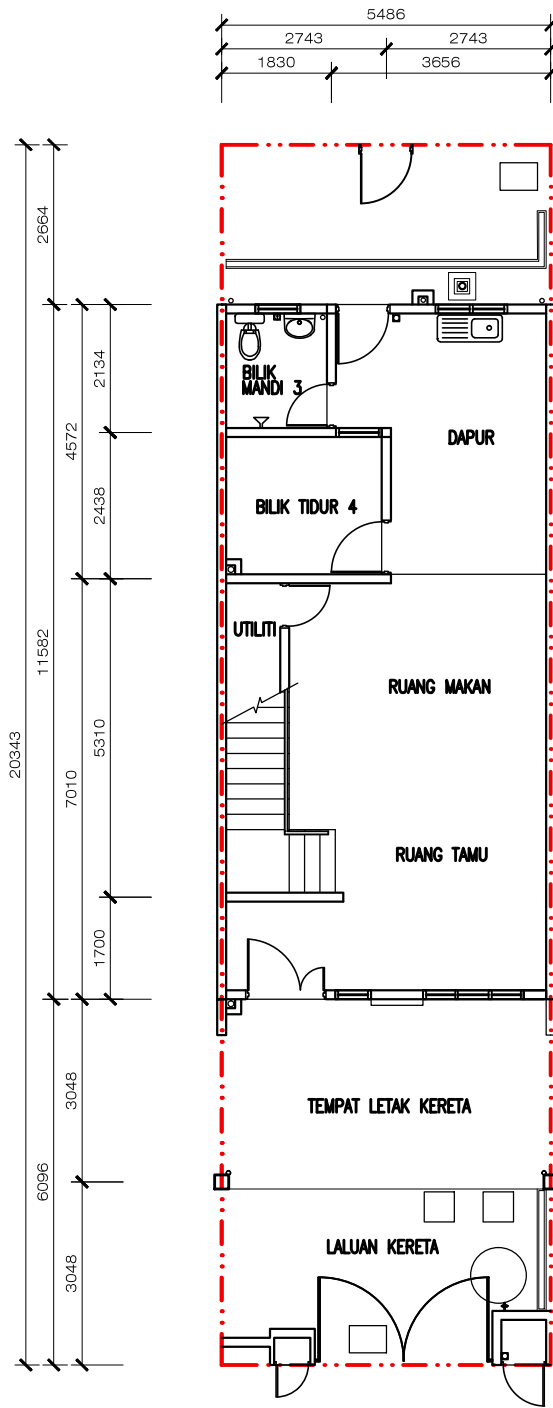 5486
2743 2743
1830 3656
2664
2134
4572
BILIK
MANDI 3
DAPUR
2438
BILIK TIDUR 4
11582
UTILITI
20343
5310
7010
RUANG MAKAN
RUANG TAMU
1700
3048
TEMPAT LETAK KERETA
6096
LALUAN KERETA
3048